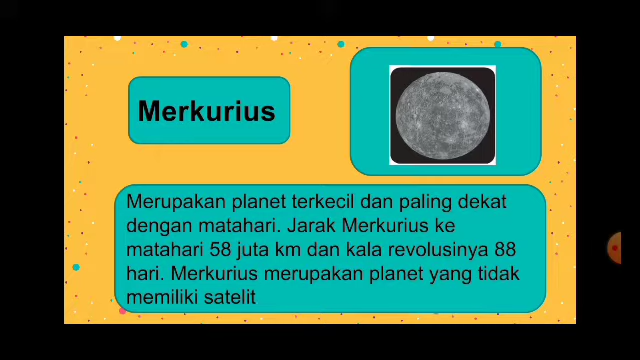 Merkurius
Merupakan planet terkecil dan paling dekat
dengan matahari. Jarak Merkurius ke
matahari 58 juta km dan kala revolusinya 88
hari. Merkurius merupakan planet yang tidak
memiliki satelit